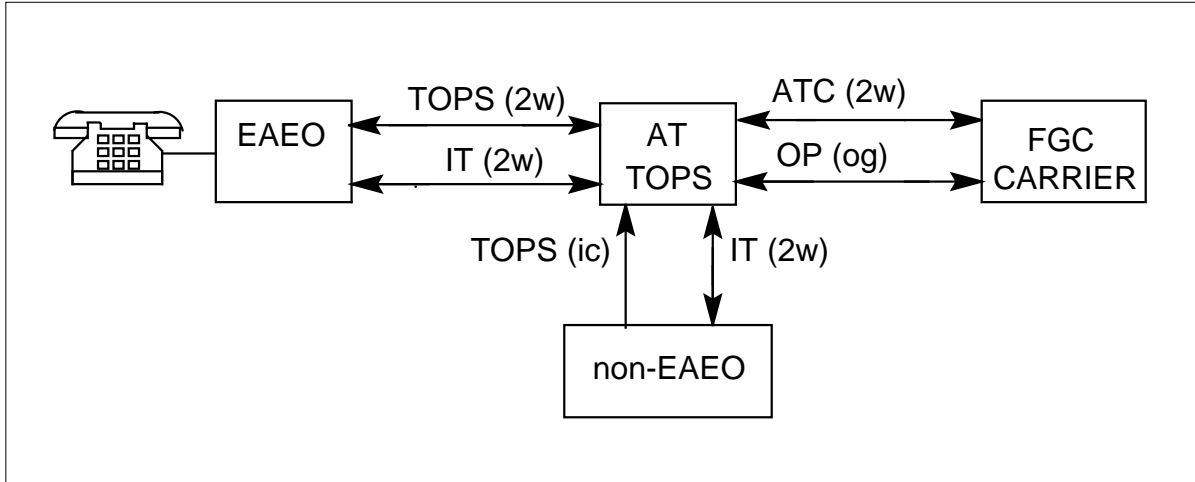 TOPS (2w)
ATC (2w)
EAEO
AT
TOPS
FGC
CARRIER
IT (2w)
OP (og)
TOPS (ic)
IT (2w)
non-EAEO